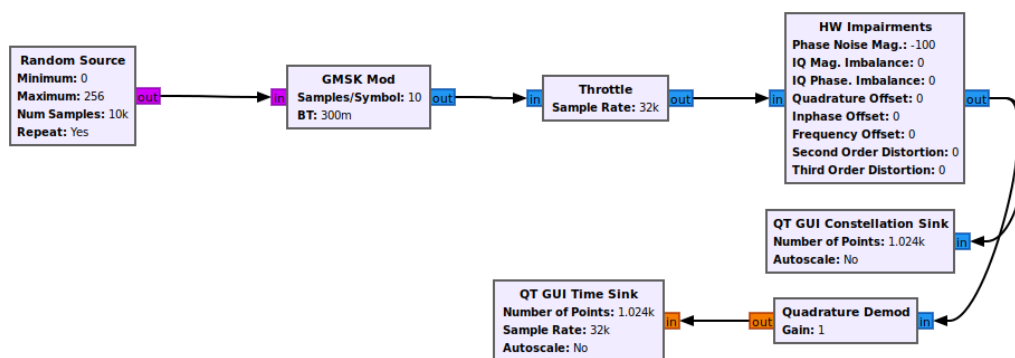 Random Source
Minimum: 0
Maximum: 256
Num Samples: 10k
Repeat: Yes
out
in
GMSK Mod
Samples/Symbol: 10
BT: 300m
out
in
Throttle
Sample Rate: 32k
out
in
HW Impairments
Phase Noise Mag.: -100
IQ Mag. Imbalance: 0
IQ Phase. Imbalance: 0
Quadrature Offset: 0
Inphase Offset: 0
Frequency Offset: 0
Second Order Distortion: 0
Third Order Distortion: 0
out
QT GUI Constellation Sink
Number of Points: 1.024k
Autoscale: No
in
QT GUI Time Sink
Number of Points: 1.024k
Sample Rate: 32k
Autoscale: No
in
out
Quadrature Demod
Gain: 1
in